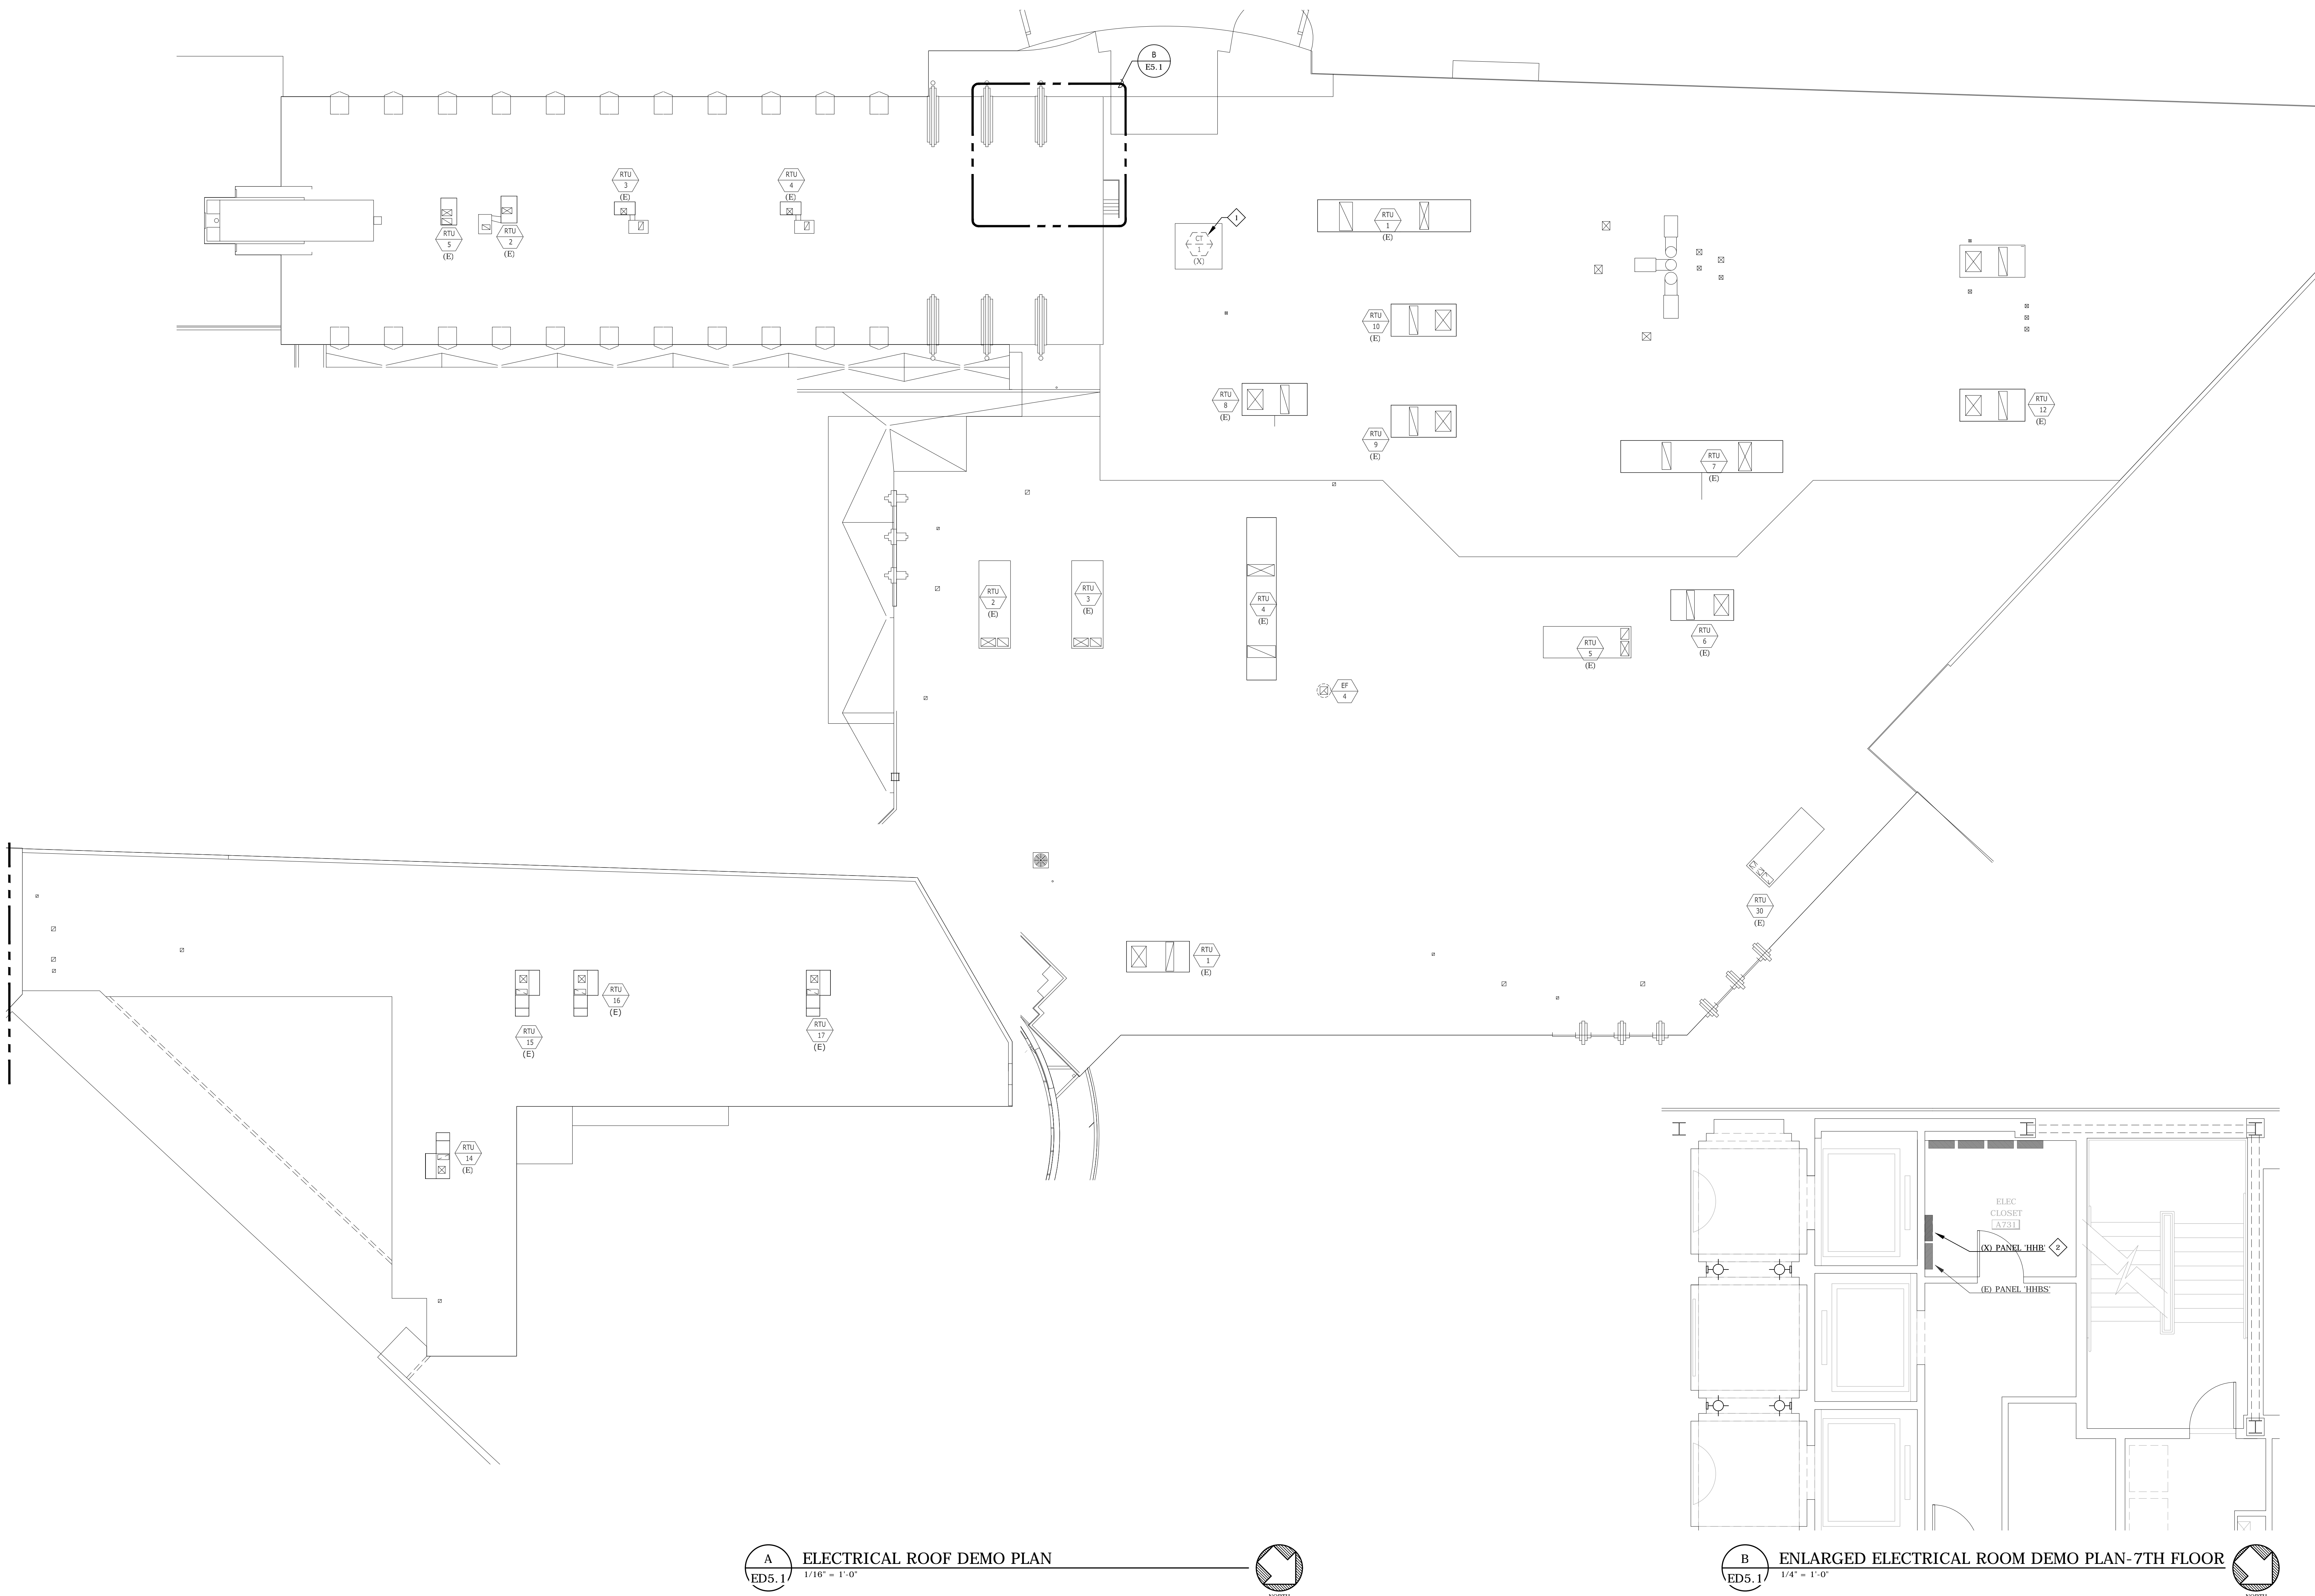 B
E5.1
RTU
3
(E)
RTU
4
(E)
RTU
5
(E)
RTU
2
(E)
CT
1
(X)
1
RTU
1
(E)
RTU
10
(E)
RTU
8
(E)
RTU
9
(E)
RTU
12
(E)
RTU
7
(E)
RTU
2
(E)
RTU
3
(E)
RTU
4
(E)
RTU
5
(E)
RTU
6
(E)
EF
4
RTU
30
(E)
RTU
1
(E)
RTU
16
(E)
RTU
15
(E)
RTU
17
(E)
RTU
14
(E)
ELEC
CLOSET
A731
(X) PANEL 'HHB'
2
(E) PANEL 'HHBS'
A
ED5.1
ELECTRICAL ROOF DEMO PLAN
1/16" = 1'-0"
NORTH
B
ED5.1
ENLARGED ELECTRICAL ROOM DEMO PLAN-7TH FLOOR
1/4" = 1'-0"
NORTH